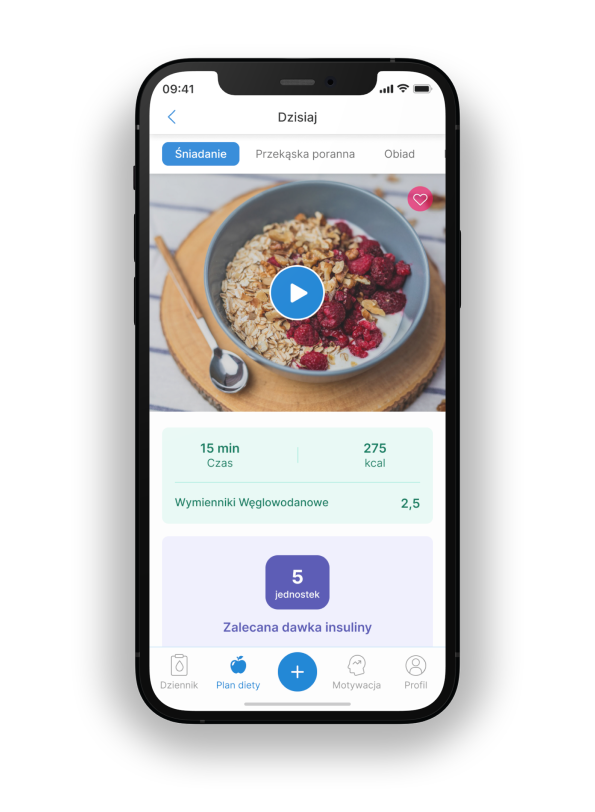 09:41
Dzisiaj
Śniadanie Przekąska poranna Obiad
15 min
Czas
275
kcal
Wymienniki Węglowodanowe 2,5
5
jednostek
Zalecana dawka insuliny
Dziennik Plan diety Motywacja Profil